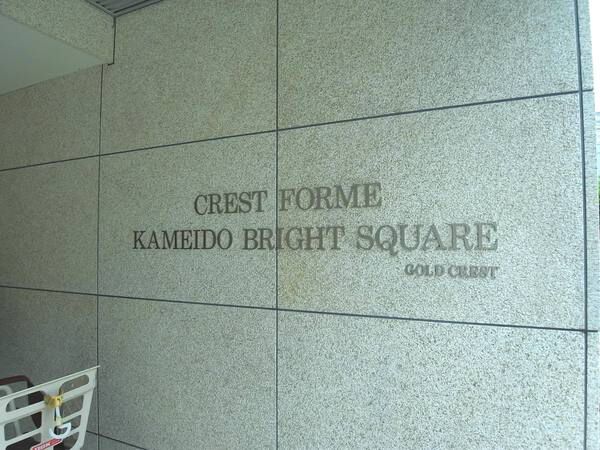 CREST FORME
KAMEIDO BRIGHT SQUARE
GOLD CREST